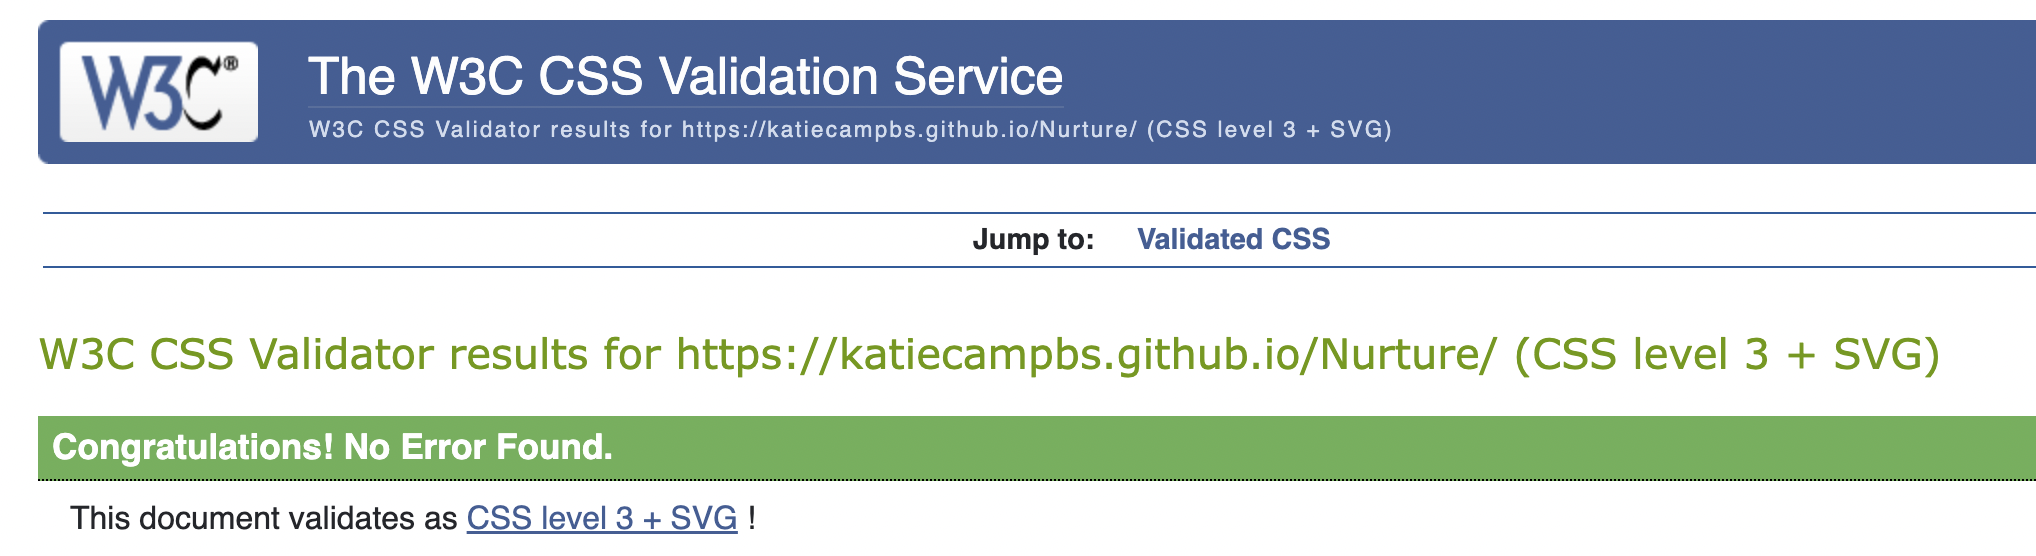 W3C®
The W3C CSS Validation Service
W3C CSS Validator results for https://katiecampbs.github.io/Nurture/ (CSS level 3 + SVG)
Jump to: Validated CSS
W3C CSS Validator results for https://katiecampbs.github.io/Nurture/ (CSS level 3 + SVG)
Congratulations! No Error Found.
This document validates as CSS level 3 + SVG !